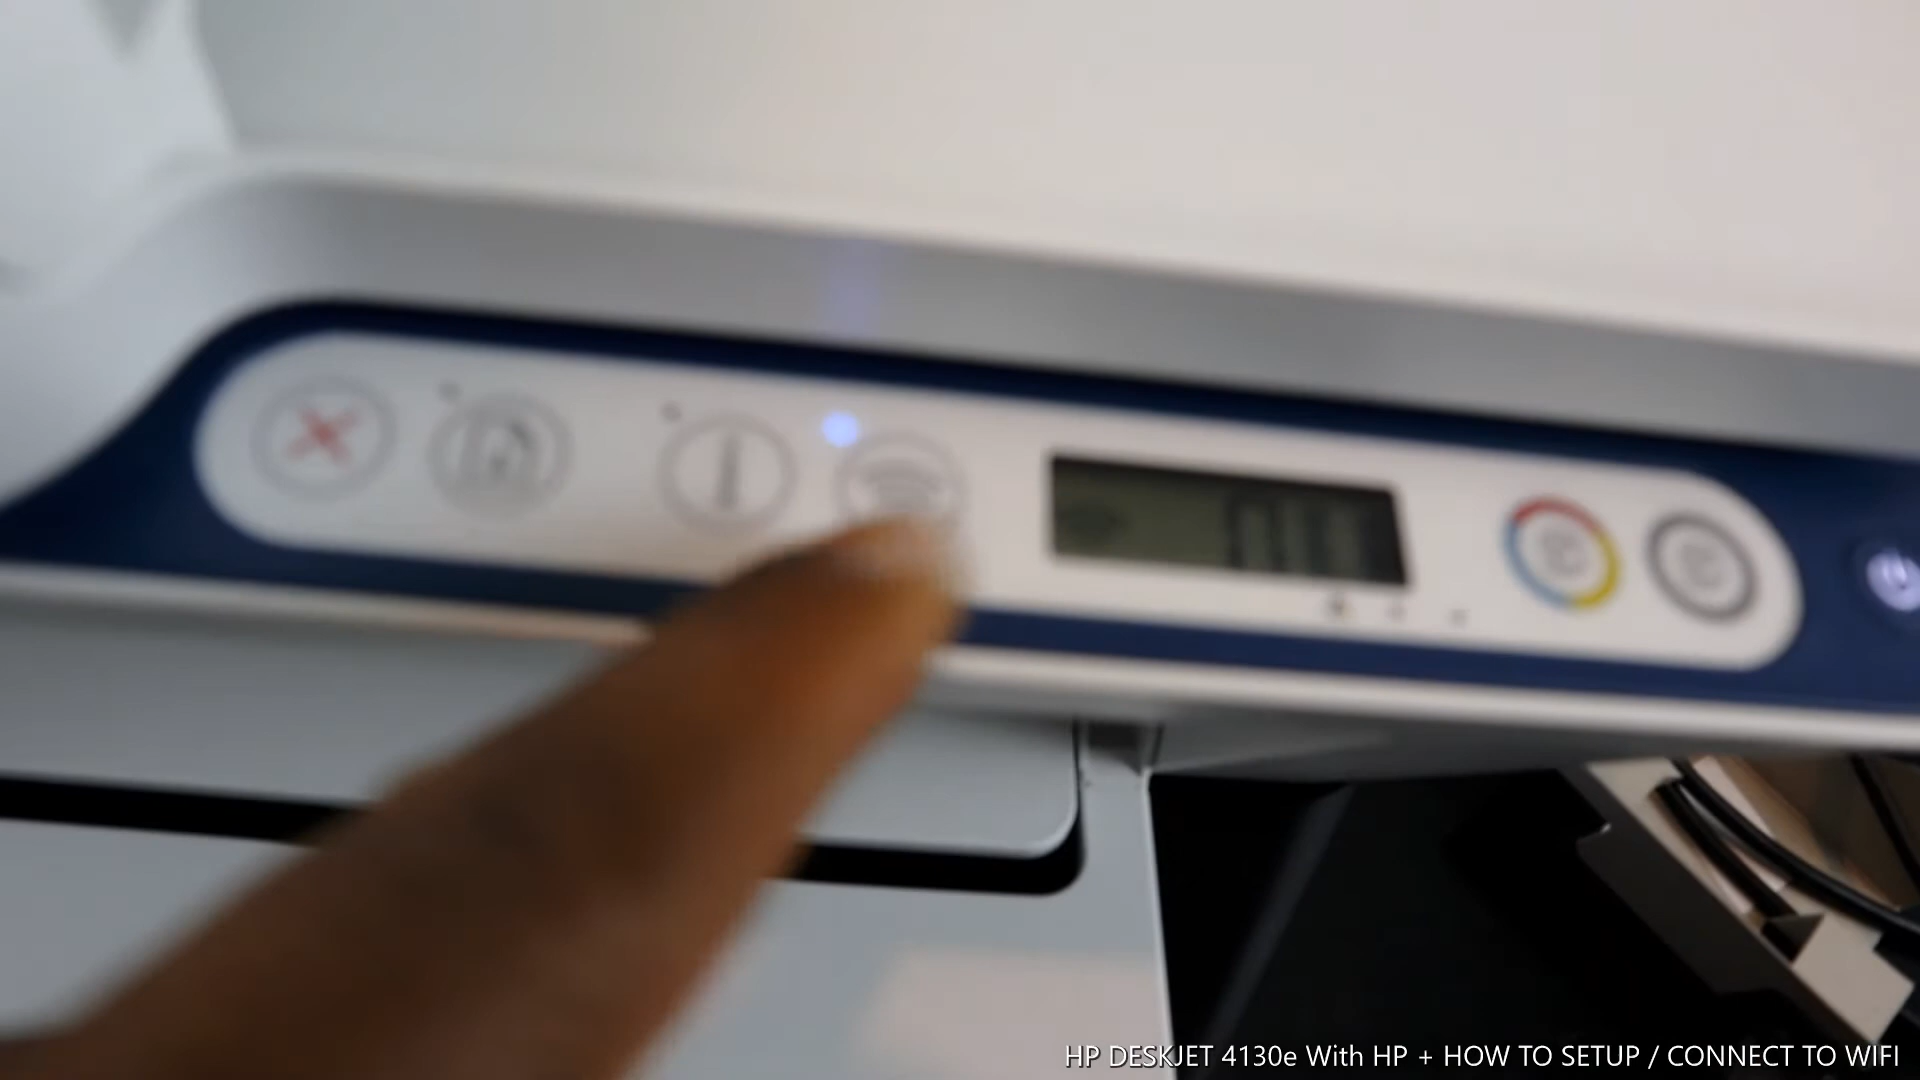 HP DESKJET 4130e With HP + HOW TO SETUP / CONNECT TO WIFI